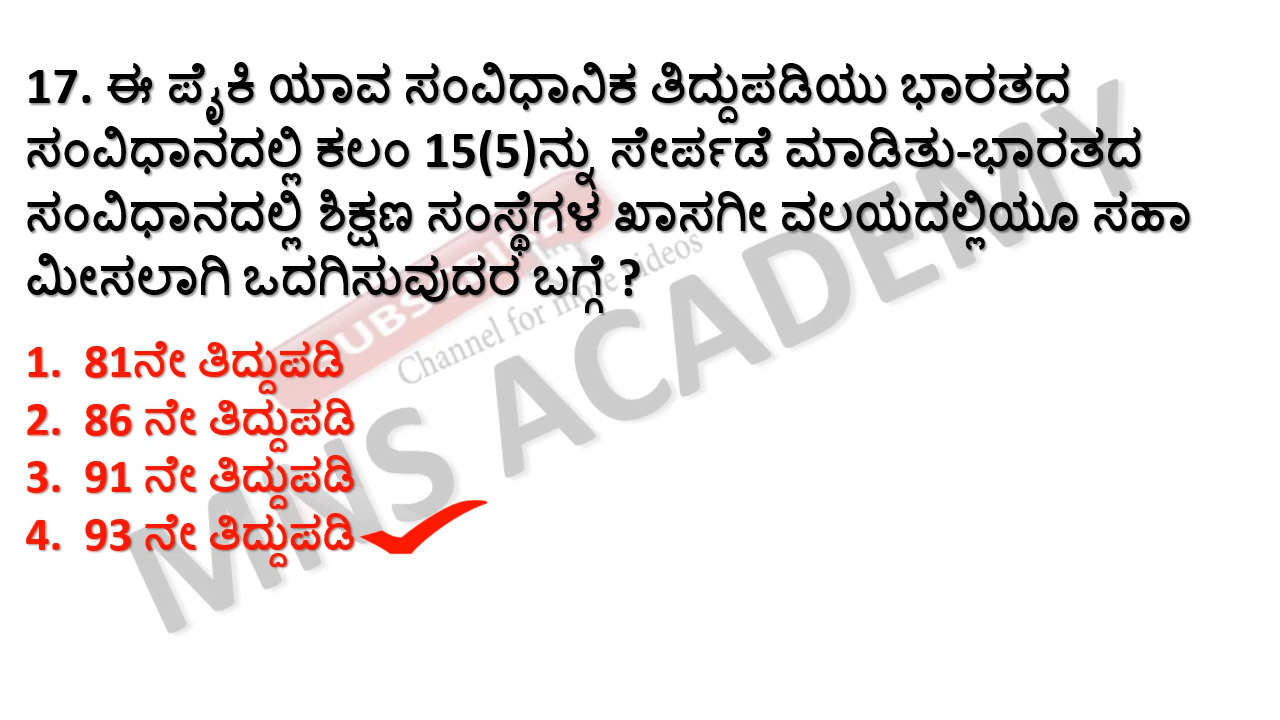 17. ಈ ಪೈಕಿ ಯಾವ ಸಂವಿಧಾನಿಕ ತಿದ್ದುಪಡಿಯು ಭಾರತದ
ಸಂವಿಧಾನದಲ್ಲಿ ಕಲಂ 15(5)ನ್ನು ಸೇರ್ಪಡೆ ಮಾಡಿತು-ಭಾರತದ
ಸಂವಿಧಾನದಲ್ಲಿ ಶಿಕ್ಷಣ ಸಂಸ್ಥೆಗಳ ಖಾಸಗೀ ವಲಯದಲ್ಲಿಯೂ ಸಹಾ
ಮೀಸಲಾಗಿ ಒದಗಿಸುವುದರ ಬಗ್ಗೆ ?
1. 81ನೇ ತಿದ್ದುಪಡಿ
2. 86 ನೇ ತಿದ್ದುಪಡಿ
3. 91 ನೇ ತಿದ್ದುಪಡಿ
4. 93 ನೇ ತಿದ್ದುಪಡಿ
SUBSCRIBE
Channel for more videos
MNS ACADEMY